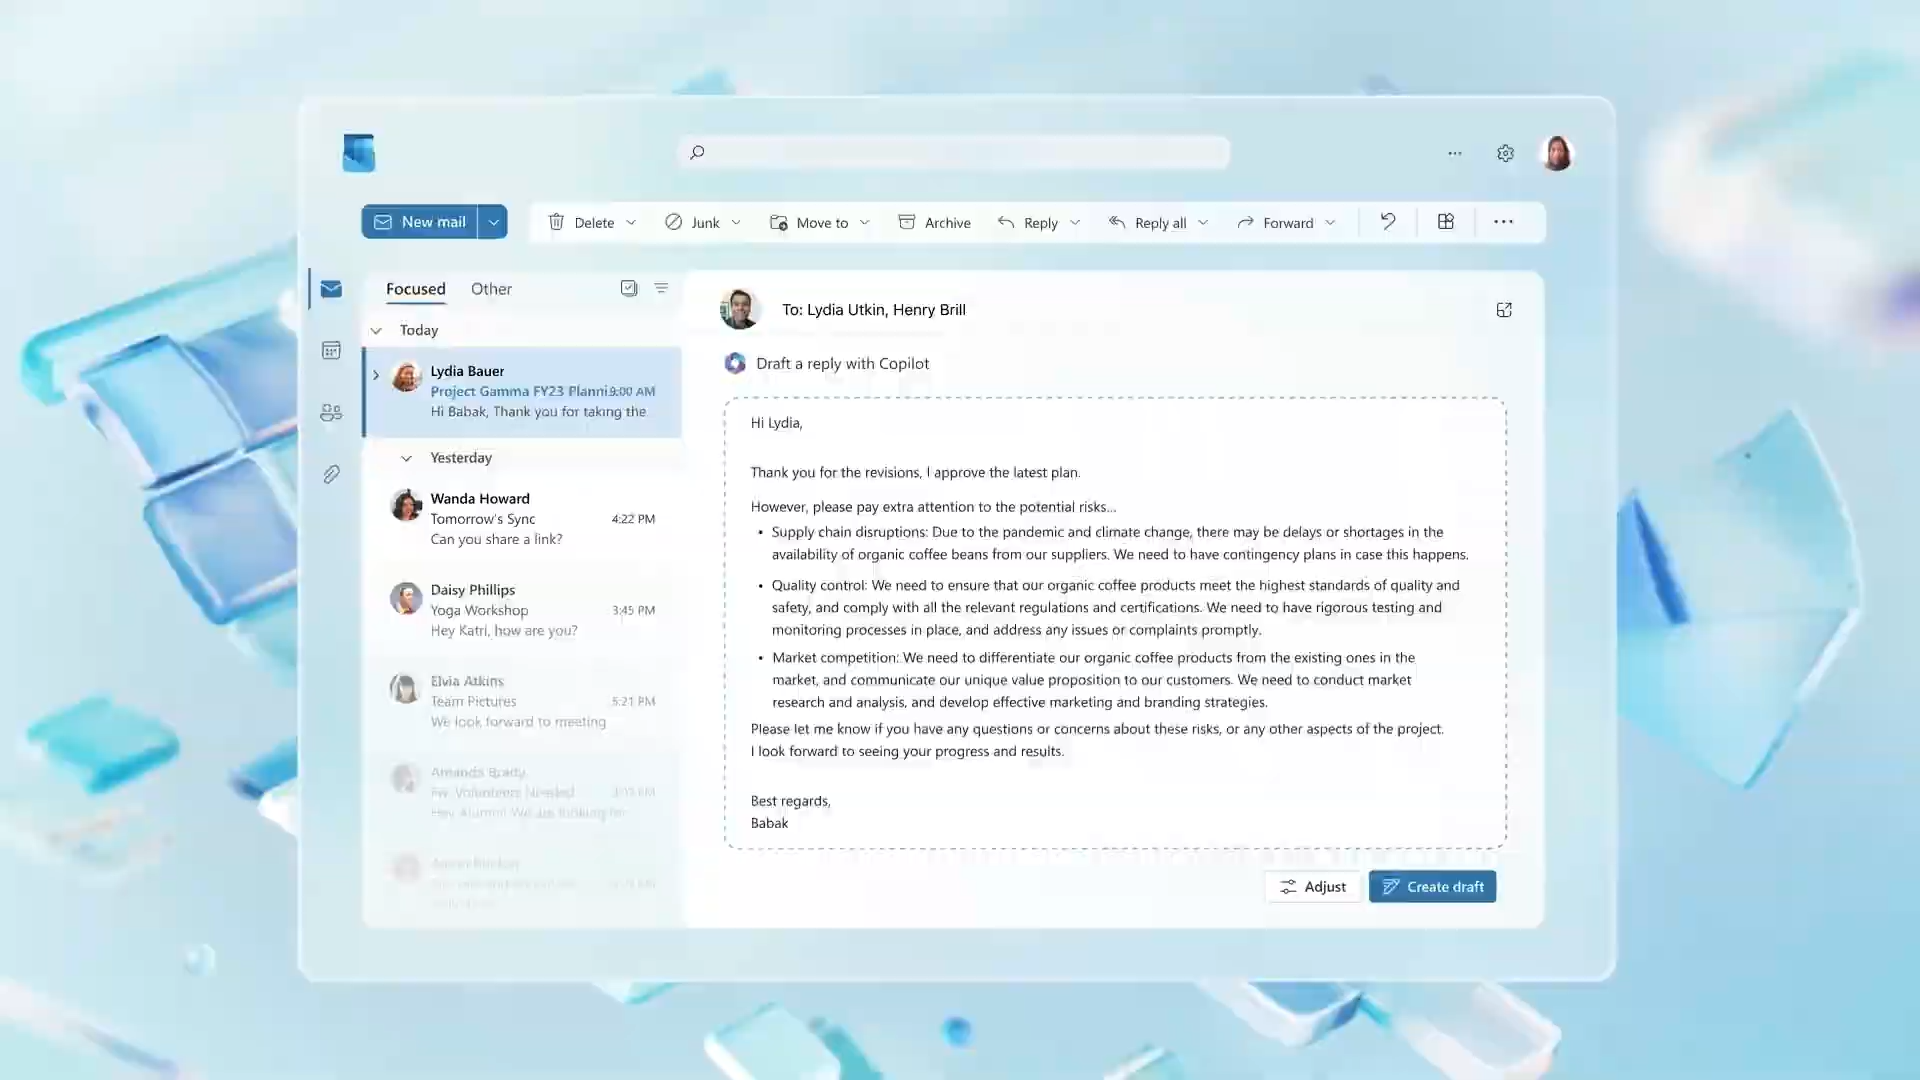 New mail
Delete
Junk
Move to
Archive
Reply
Reply all
Forward
Focused
Other
Today
Lydia Bauer
Project Gamma FY23 Planni 9:00 AM
Hi Babak, Thank you for taking the
Yesterday
Wanda Howard
Tomorrow's Sync 4:22 PM
Can you share a link?
Daisy Phillips
Yoga Workshop 3:45 PM
Hey Katri, how are you?
Elvia Atkins
Team Pictures 5:21 PM
We look forward to meeting
Amanda Brady
Fw: Volunteers Needed
Hey Alumni! We are looking for
To: Lydia Utkin, Henry Brill
Draft a reply with Copilot
Hi Lydia,
Thank you for the revisions, I approve the latest plan.
However, please pay extra attention to the potential risks...
• Supply chain disruptions: Due to the pandemic and climate change, there may be delays or shortages in the
availability of organic coffee beans from our suppliers. We need to have contingency plans in case this happens.
• Quality control: We need to ensure that our organic coffee products meet the highest standards of quality and
safety, and comply with all the relevant regulations and certifications. We need to have rigorous testing and
monitoring processes in place, and address any issues or complaints promptly.
• Market competition: We need to differentiate our organic coffee products from the existing ones in the
market, and communicate our unique value proposition to our customers. We need to conduct market
research and analysis, and develop effective marketing and branding strategies.
Please let me know if you have any questions or concerns about these risks, or any other aspects of the project.
I look forward to seeing your progress and results.
Best regards,
Babak
Adjust
Create draft